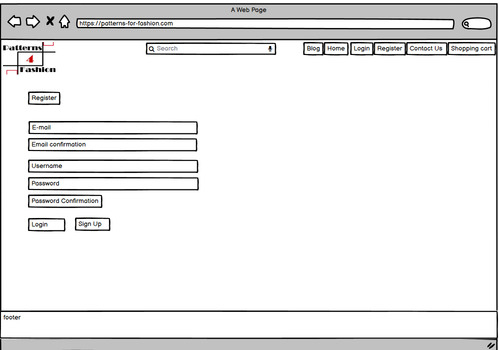 A Web Page
https://patterns-for-fashion.com
Patterns
4
Fashion
Search
Blog Home Login Register Contact Us Shopping cart
Register
E-mail
Email confirmation
Username
Password
Password Confirmation
Login Sign Up
footer